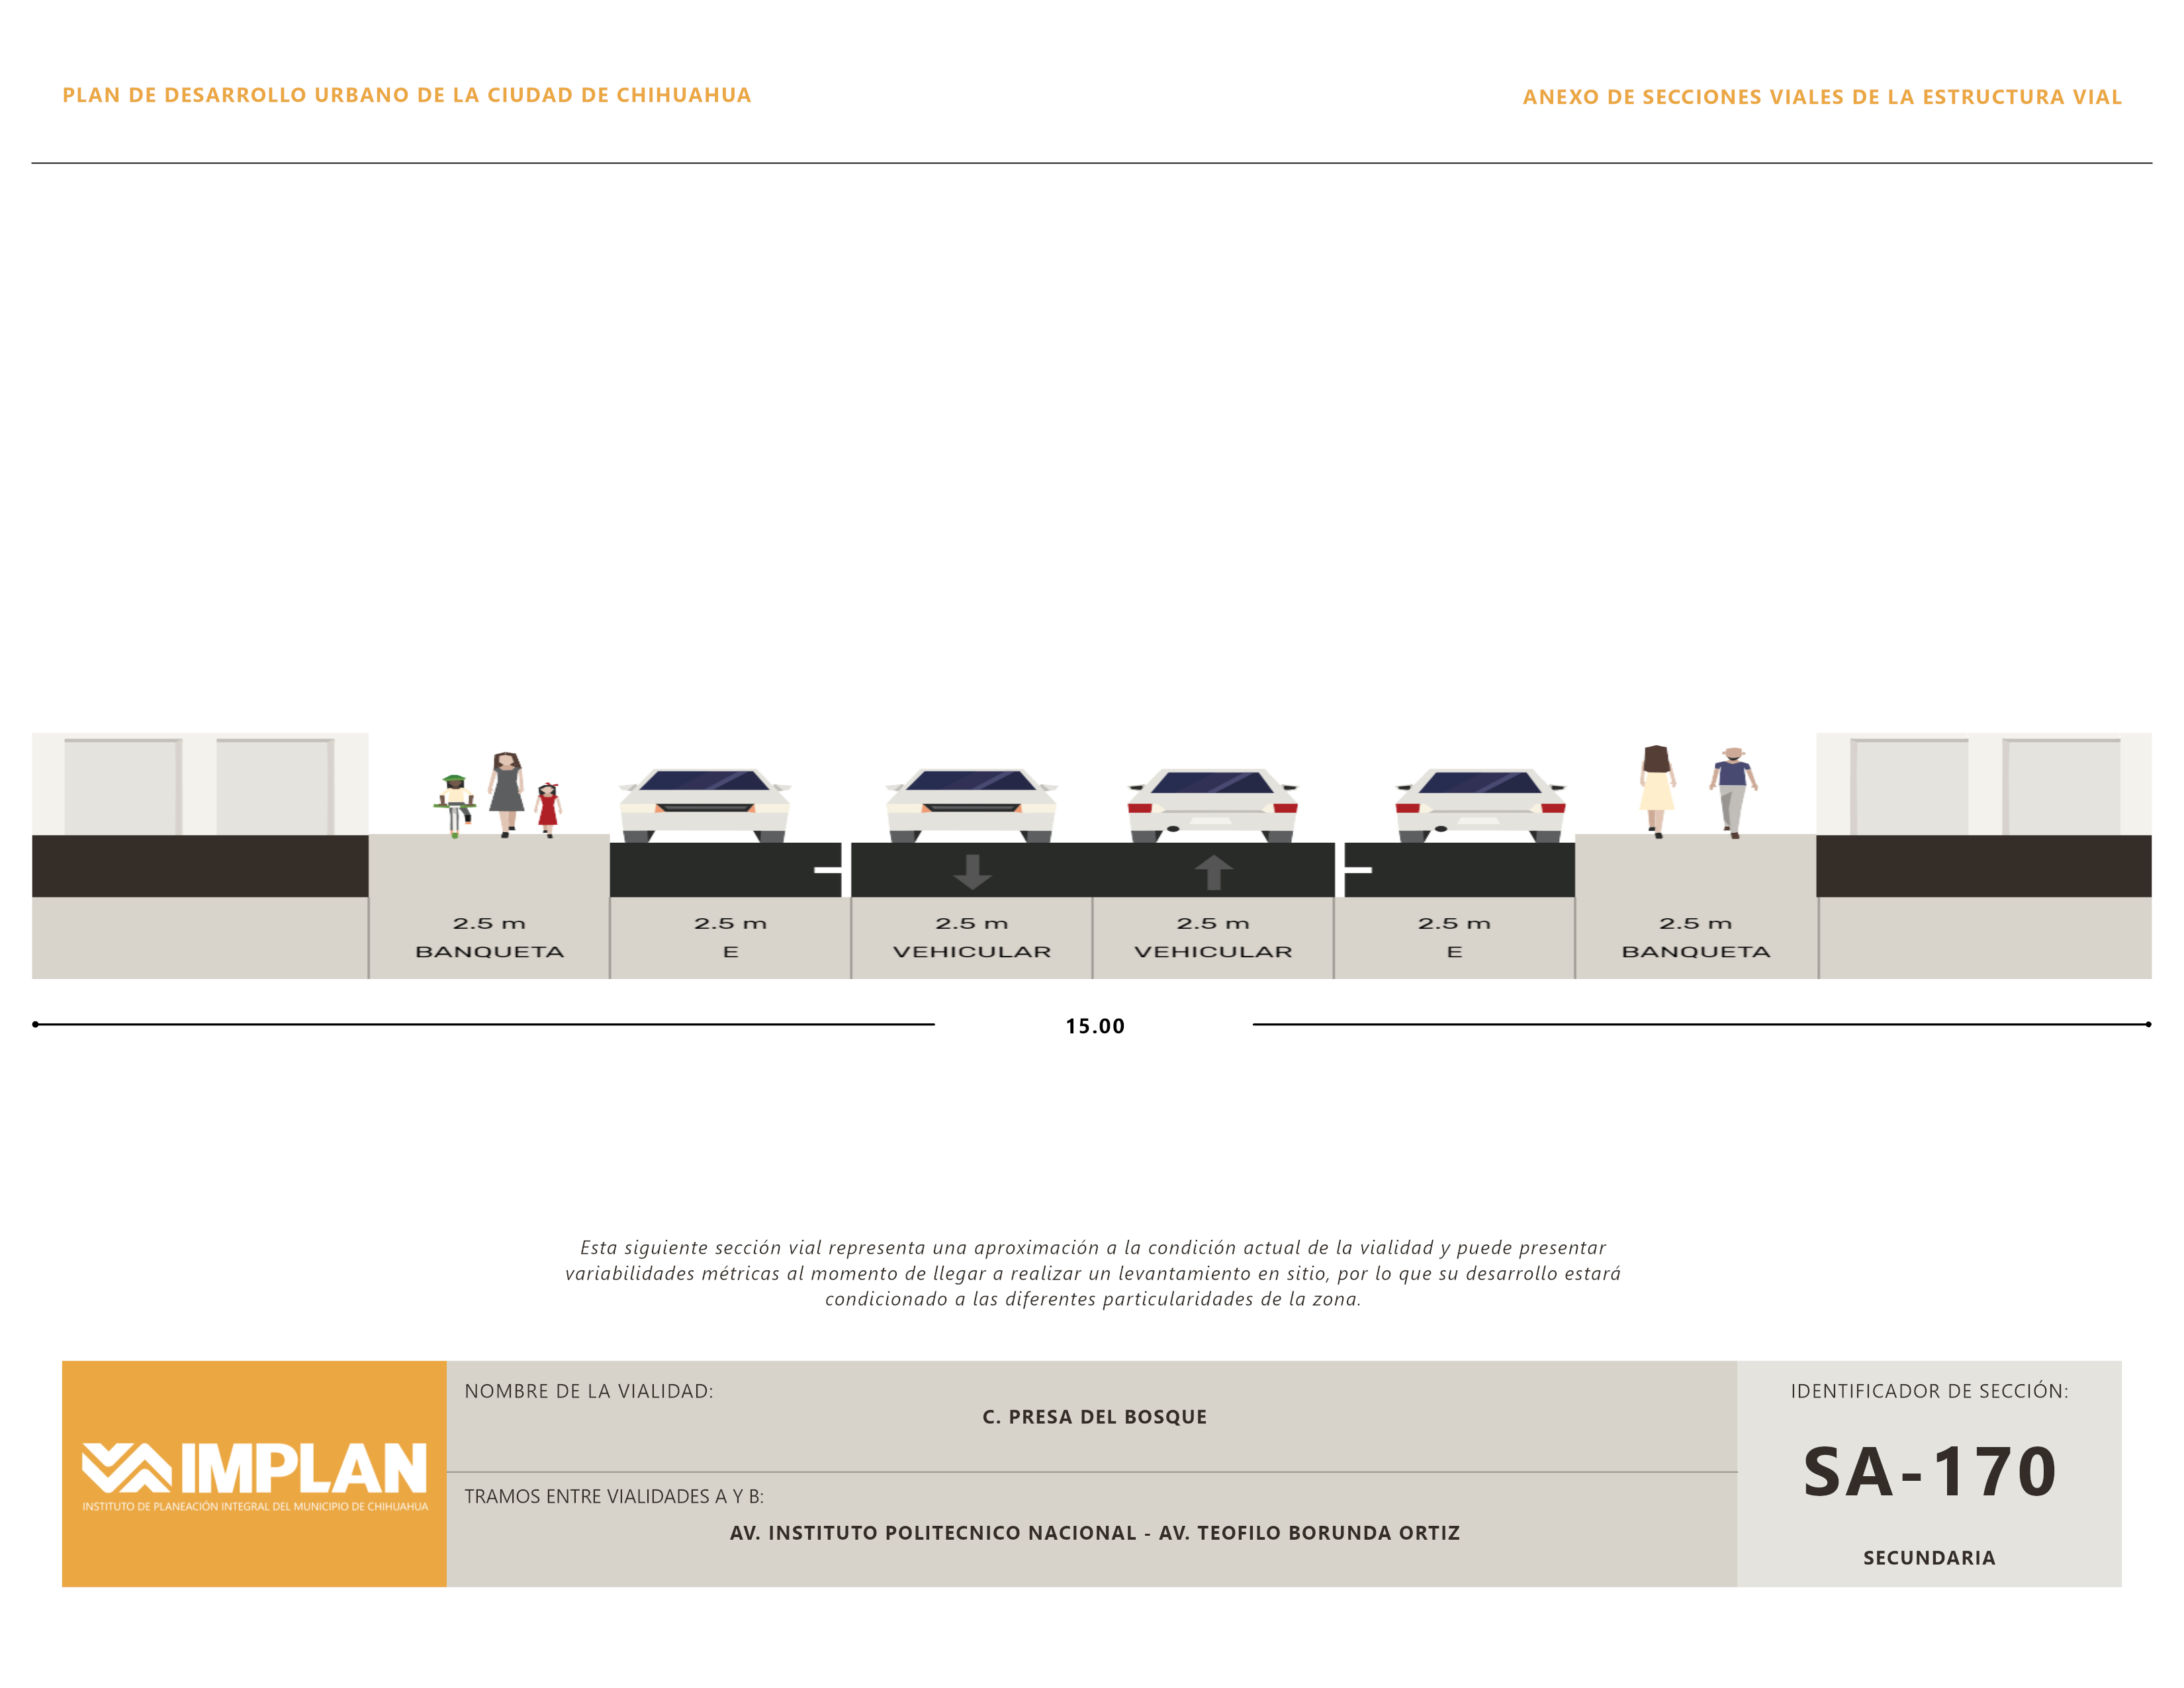 PLAN DE DESARROLLO URBANO DE LA CIUDAD DE CHIHUAHUA
ANEXO DE SECCIONES VIALES DE LA ESTRUCTURA VIAL
2.5 m 2.5 m 2.5 m 2.5 m 2.5 m 2.5 m
BANQUETA E VEHICULAR VEHICULAR E BANQUETA
15.00
Esta siguiente sección vial representa una aproximación a la condición actual de la vialidad y puede presentar
variabilidades métricas al momento de llegar a realizar un levantamiento en sitio, por lo que su desarrollo estará
condicionado a las diferentes particularidades de la zona.
IMPLAN
INSTITUTO DE PLANEACIÓN INTEGRAL DEL MUNICIPIO DE CHIHUAHUA
NOMBRE DE LA VIALIDAD:
C. PRESA DEL BOSQUE
TRAMOS ENTRE VIALIDADES A Y B:
AV. INSTITUTO POLITECNICO NACIONAL - AV. TEOFILO BORUNDA ORTIZ
IDENTIFICADOR DE SECCIÓN:
SA-170
SECUNDARIA